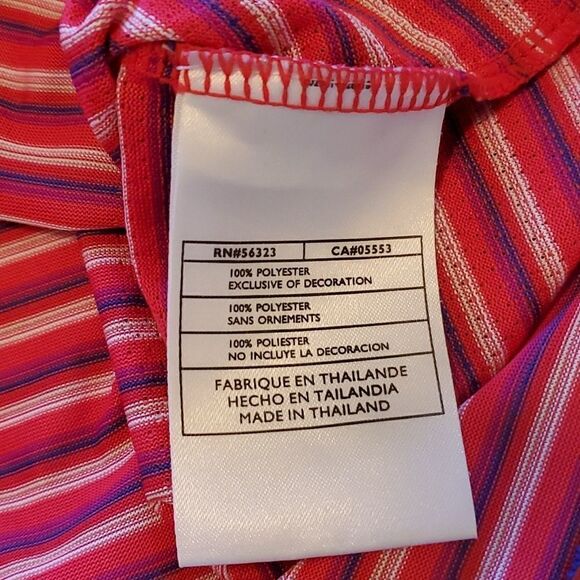 RN#56323 CA#05553
100% POLYESTER
EXCLUSIVE OF DECORATION
100% POLYESTER
SANS ORNEMENTS
100% POLIESTER
NO INCLUYE LA DECORACION
FABRIQUE EN THAILANDE
HECHO EN TAILANDIA
MADE IN THAILAND